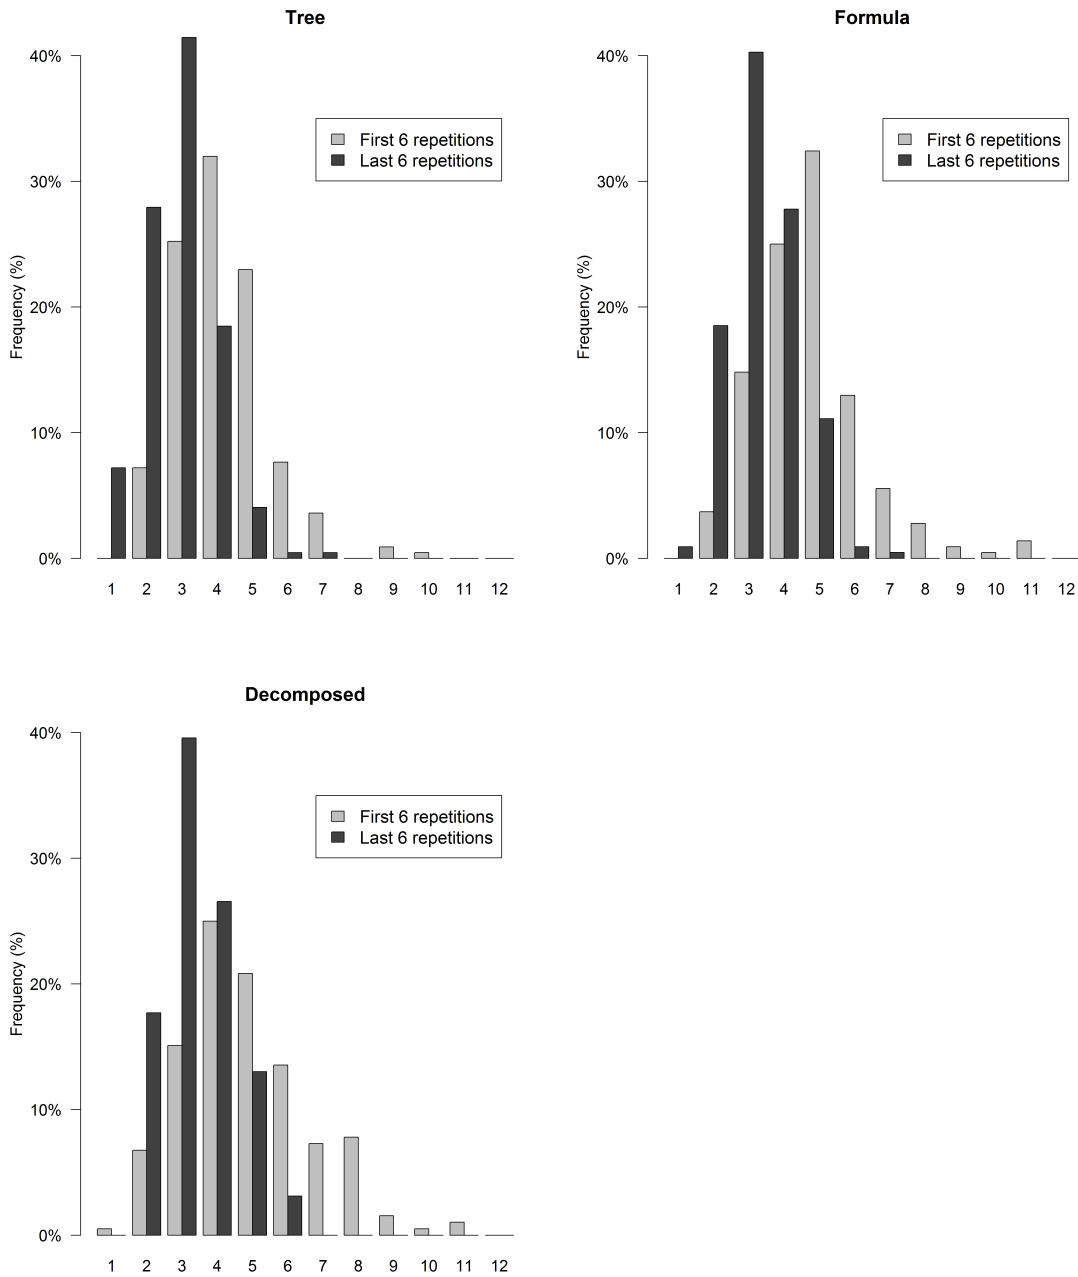 Tree
Frequency (%)
40%
30%
20%
10%
0%
First 6 repetitions
Last 6 repetitions
1 2 3 4 5 6 7 8 9 10 11 12
Formula
Frequency (%)
40%
30%
20%
10%
0%
First 6 repetitions
Last 6 repetitions
1 2 3 4 5 6 7 8 9 10 11 12
Decomposed
Frequency (%)
40%
30%
20%
10%
0%
First 6 repetitions
Last 6 repetitions
1 2 3 4 5 6 7 8 9 10 11 12